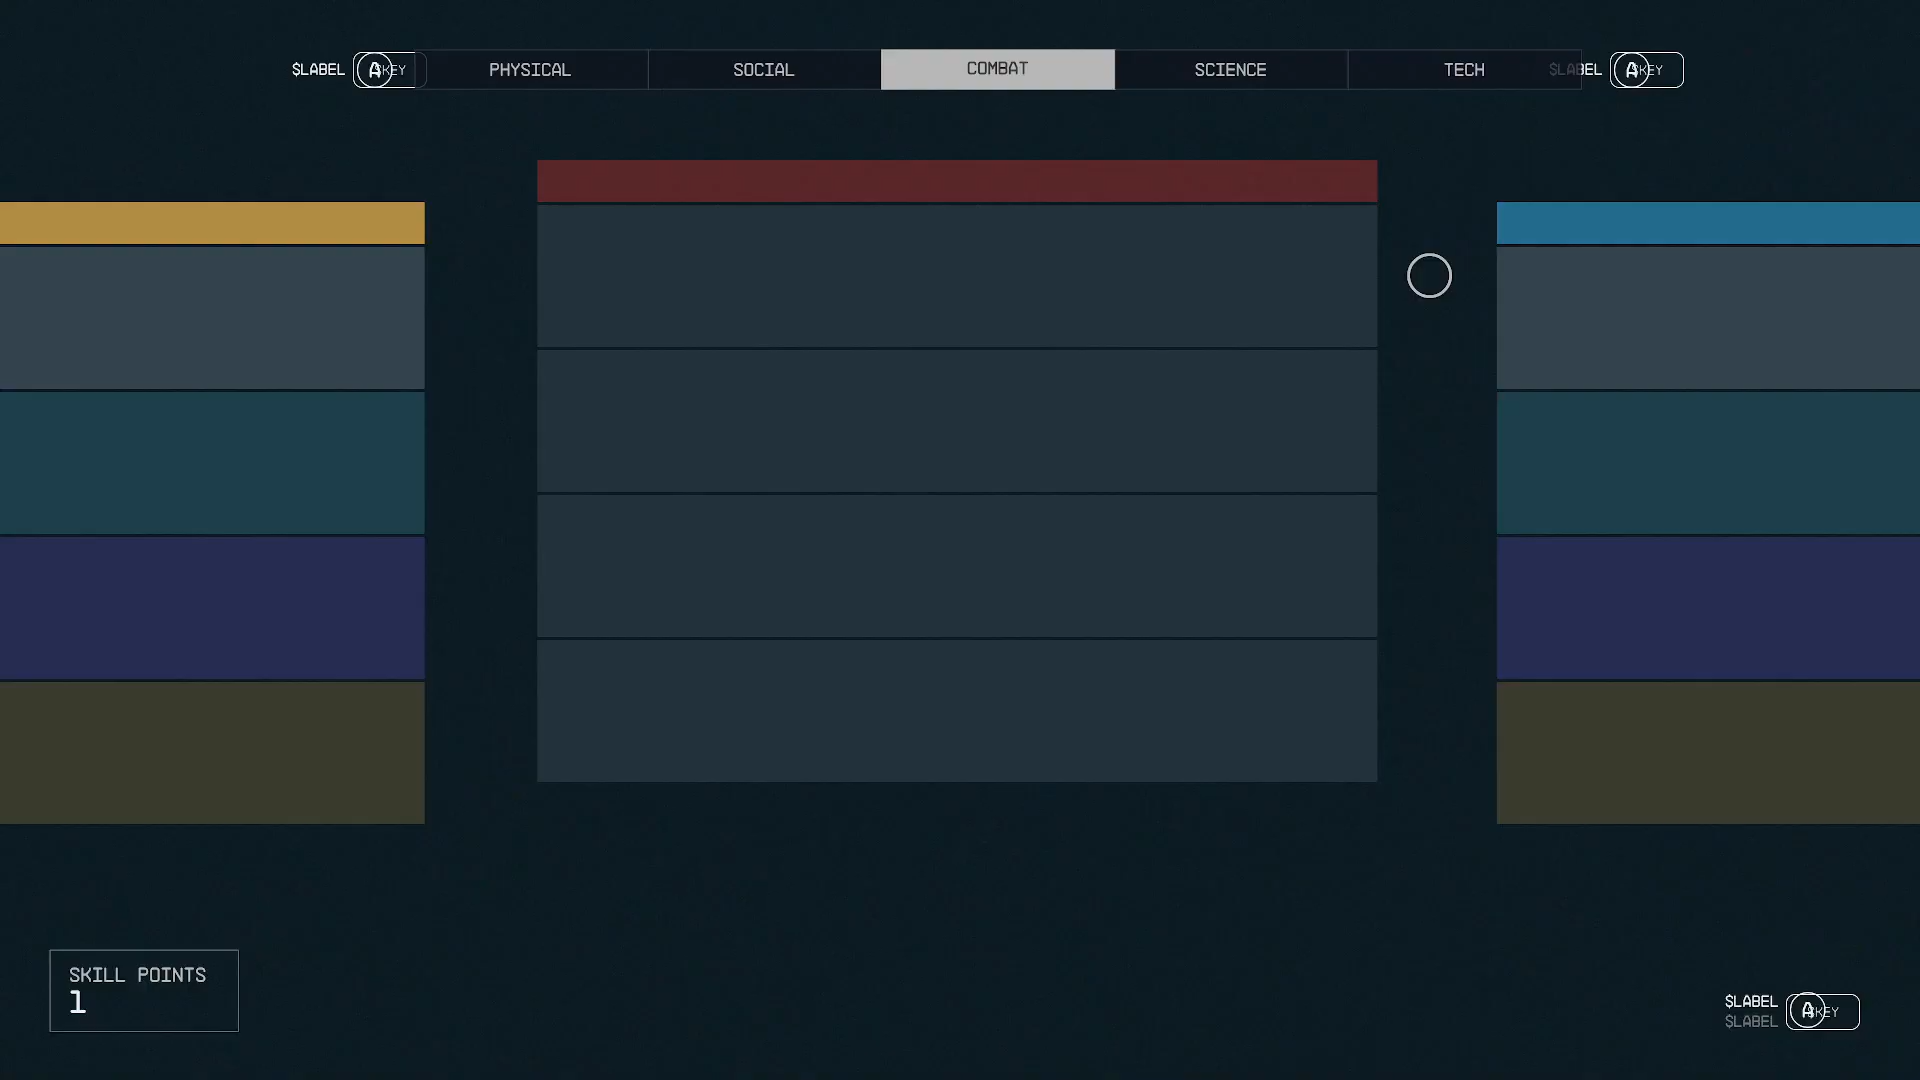 $LABEL A $KEY PHYSICAL SOCIAL COMBAT SCIENCE TECH $LABEL A $KEY
SKILL POINTS
1
$LABEL A $KEY
$LABEL